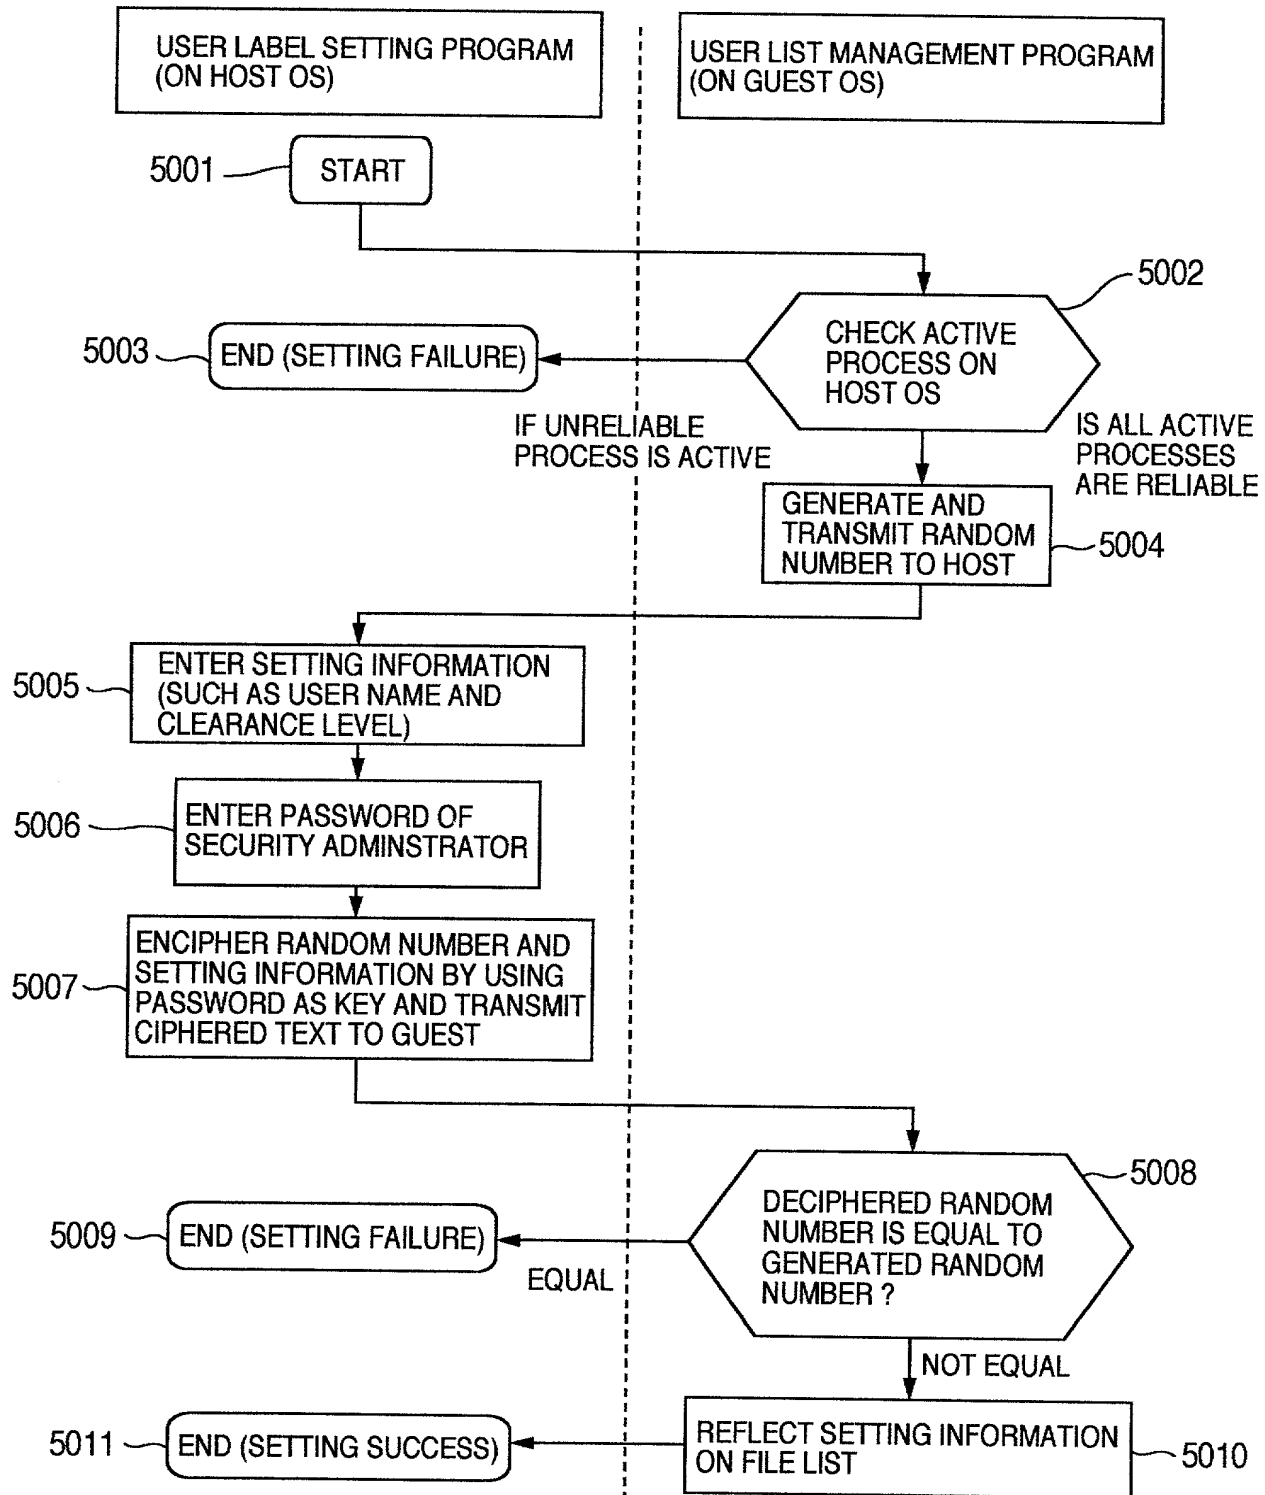 USER LABEL SETTING PROGRAM
(ON HOST OS)
USER LIST MANAGEMENT PROGRAM
(ON GUEST OS)
5001
START
5002
CHECK ACTIVE
PROCESS ON
HOST OS
5003
END (SETTING FAILURE)
IF UNRELIABLE
PROCESS IS ACTIVE
IS ALL ACTIVE
PROCESSES
ARE RELIABLE
GENERATE AND
TRANSMIT RANDOM
NUMBER TO HOST
5004
5005
ENTER SETTING INFORMATION
(SUCH AS USER NAME AND
CLEARANCE LEVEL)
5006
ENTER PASSWORD OF
SECURITY ADMINSTRATOR
5007
ENCIPHER RANDOM NUMBER AND
SETTING INFORMATION BY USING
PASSWORD AS KEY AND TRANSMIT
CIPHERED TEXT TO GUEST
5008
DECIPHERED RANDOM
NUMBER IS EQUAL TO
GENERATED RANDOM
NUMBER ?
5009
END (SETTING FAILURE)
EQUAL
NOT EQUAL
5011
END (SETTING SUCCESS)
REFLECT SETTING INFORMATION
ON FILE LIST
5010